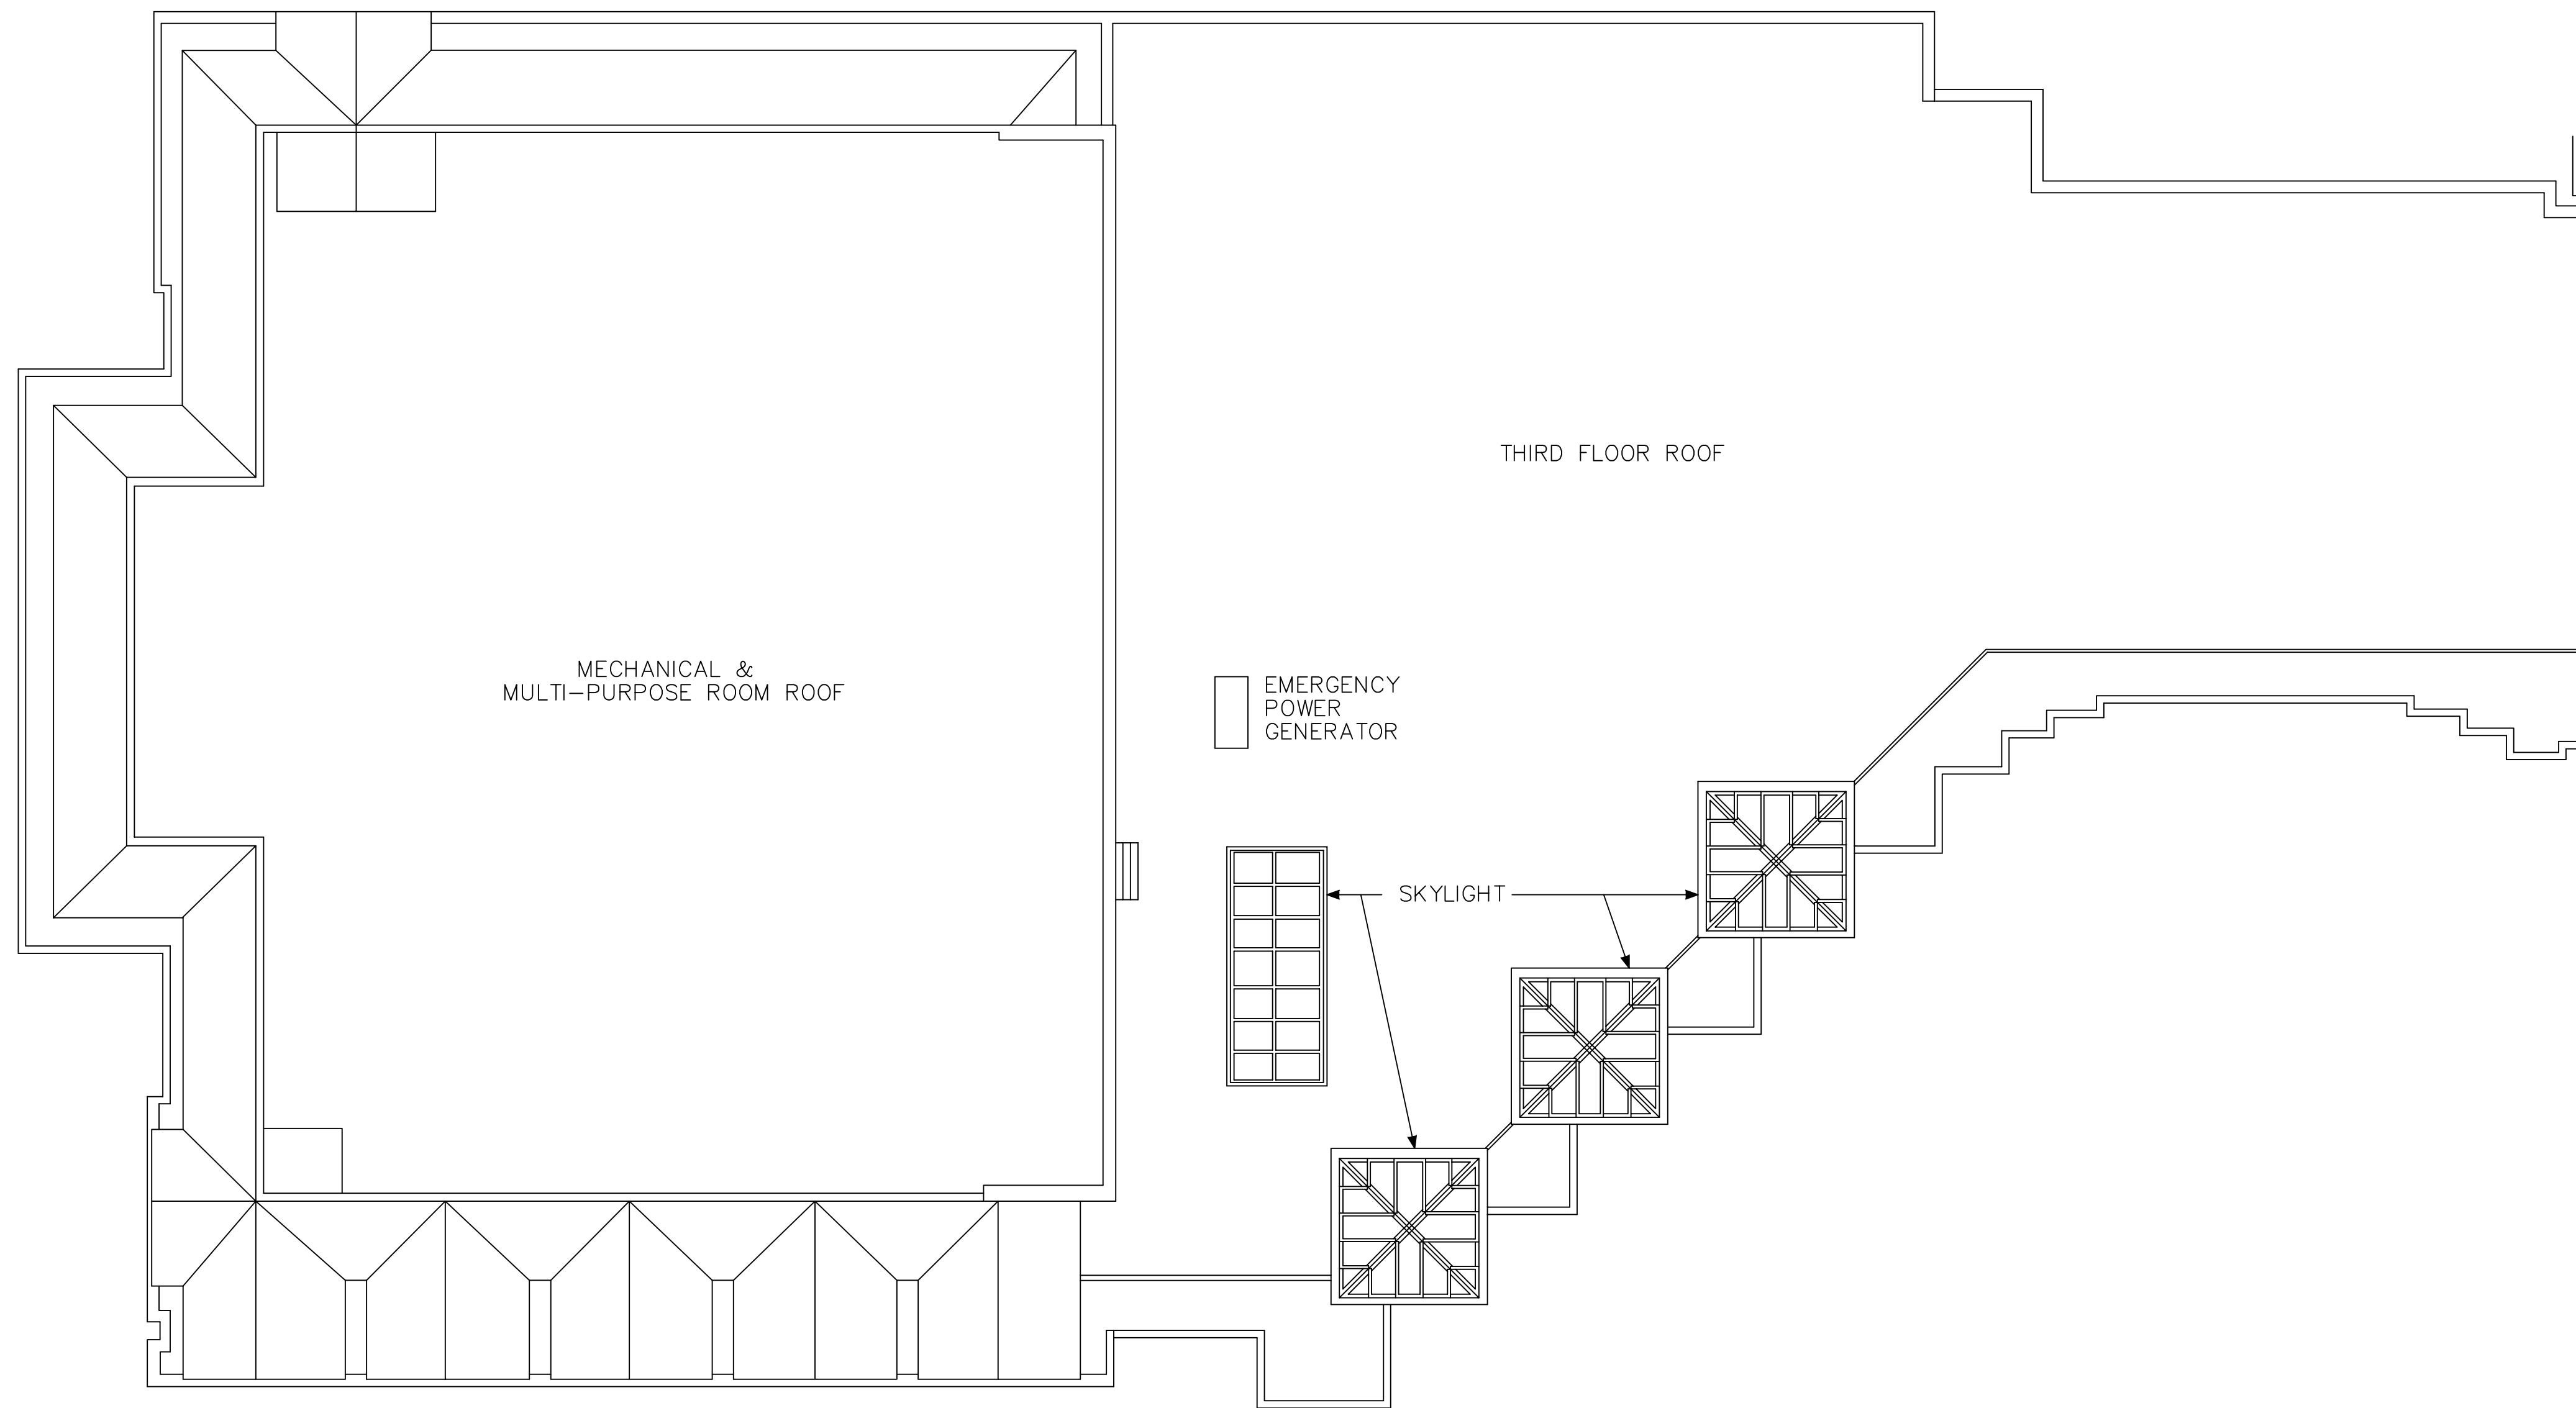 THIRD FLOOR ROOF
MECHANICAL &
MULTI-PURPOSE ROOM ROOF
EMERGENCY
POWER
GENERATOR
SKYLIGHT